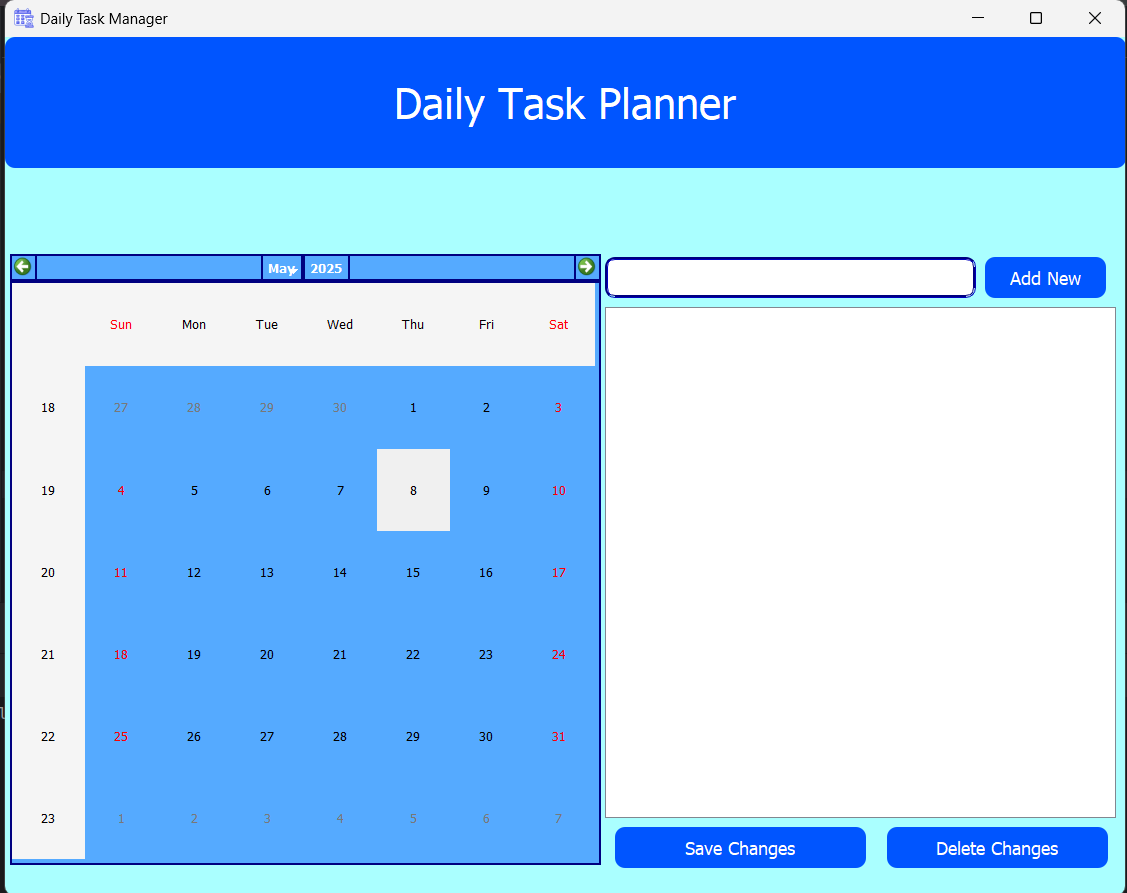 Daily Task Manager
Daily Task Planner
May 2025
Add New
Sun Mon Tue Wed Thu Fri Sat
18 27 28 29 30 1 2 3
19 4 5 6 7 8 9 10
20 11 12 13 14 15 16 17
21 18 19 20 21 22 23 24
22 25 26 27 28 29 30 31
23 1 2 3 4 5 6 7
Save Changes Delete Changes